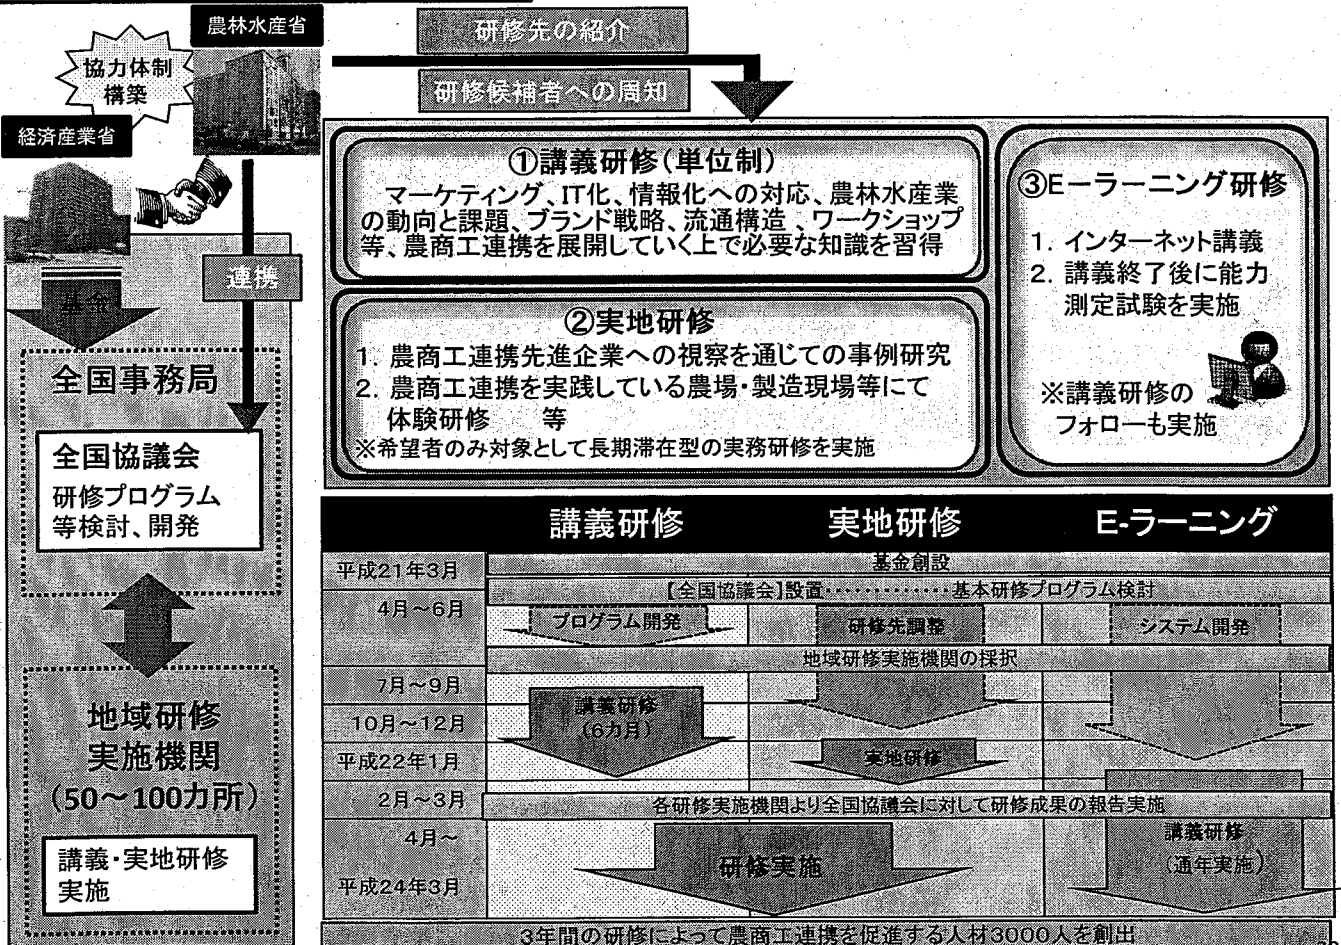 農林水産省
協力体制
構築
経済産業省
研修先の紹介
研修候補者への周知
連携
基金
全国事務局
全国協議会
研修プログラム
等検討、開発
地域研修
実施機関
(50～100カ所)
講義・実地研修
実施
①講義研修(単位制)
マーケティング、IT化、情報化への対応、農林水産業
の動向と課題、ブランド戦略、流通構造、ワークショップ
等、農商工連携を展開していく上で必要な知識を習得
②実地研修
1. 農商工連携先進企業への視察を通じての事例研究
2. 農商工連携を実践している農場・製造現場等にて
体験研修　等
※希望者のみ対象として長期滞在型の実務研修を実施
③E－ラーニング研修
1. インターネット講義
2. 講義終了後に能力
測定試験を実施
※講義研修の
フォローも実施
講義研修　実地研修　E-ラーニング
平成21年3月
基金創設
【全国協議会】設置‥‥‥‥‥‥基本研修プログラム検討
4月～6月
プログラム開発　研修先調整　システム開発
地域研修実施機関の採択
7月～9月
講義研修
(6カ月)
10月～12月
平成22年1月
実地研修
2月～3月
各研修実施機関より全国協議会に対して研修成果の報告実施
4月～
研修実施
講義研修
(通年実施)
平成24年3月
3年間の研修によって農商工連携を促進する人材3000人を創出